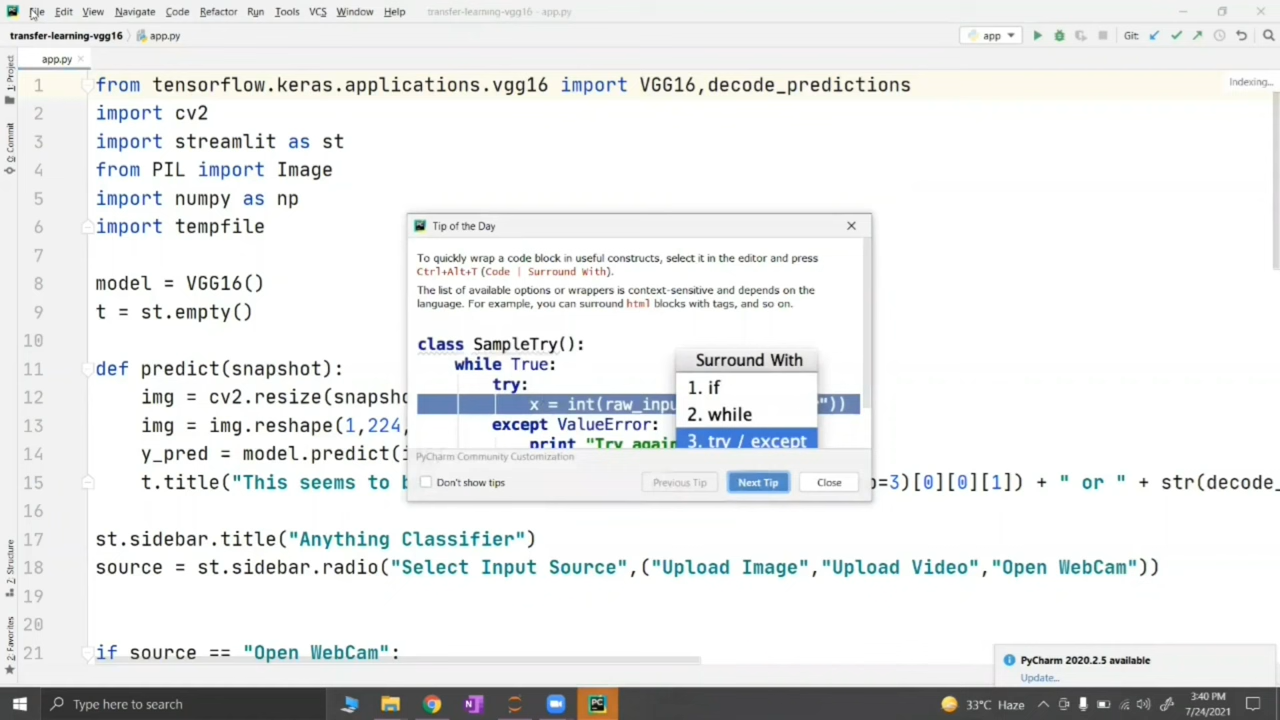 File Edit View Navigate Code Refactor Run Tools VCS Window Help transfer-learning-vgg16 - app.py
transfer-learning-vgg16 app.py app Git:
app.py
1: Project
0: Commit
7: Structure
2: Favorites
Indexing...
1 from tensorflow.keras.applications.vgg16 import VGG16,decode_predictions
2 import cv2
3 import streamlit as st
4 from PIL import Image
5 import numpy as np
6 import tempfile
7
8 model = VGG16()
9 t = st.empty()
10
11 def predict(snapshot):
12 img = cv2.resize(snapsho
13 img = img.reshape(1,224,
14 y_pred = model.predict(
15 t.title("This seems to b =3)[0][0][1]) + " or " + str(decode_
16
17 st.sidebar.title("Anything Classifier")
18 source = st.sidebar.radio("Select Input Source",("Upload Image","Upload Video","Open WebCam"))
19
20
21 if source == "Open WebCam":
Tip of the Day
To quickly wrap a code block in useful constructs, select it in the editor and press
Ctrl+Alt+T (Code | Surround With).
The list of available options or wrappers is context-sensitive and depends on the
language. For example, you can surround html blocks with tags, and so on.
class SampleTry():
while True:
try:
x = int(raw_inpu "))
except ValueError:
print "Try again
Surround With
1. if
2. while
3. try / except
PyCharm Community Customization
Don't show tips Previous Tip Next Tip Close
PyCharm 2020.2.5 available
Update...
Type here to search 33°C Haze 3:40 PM
7/24/2021